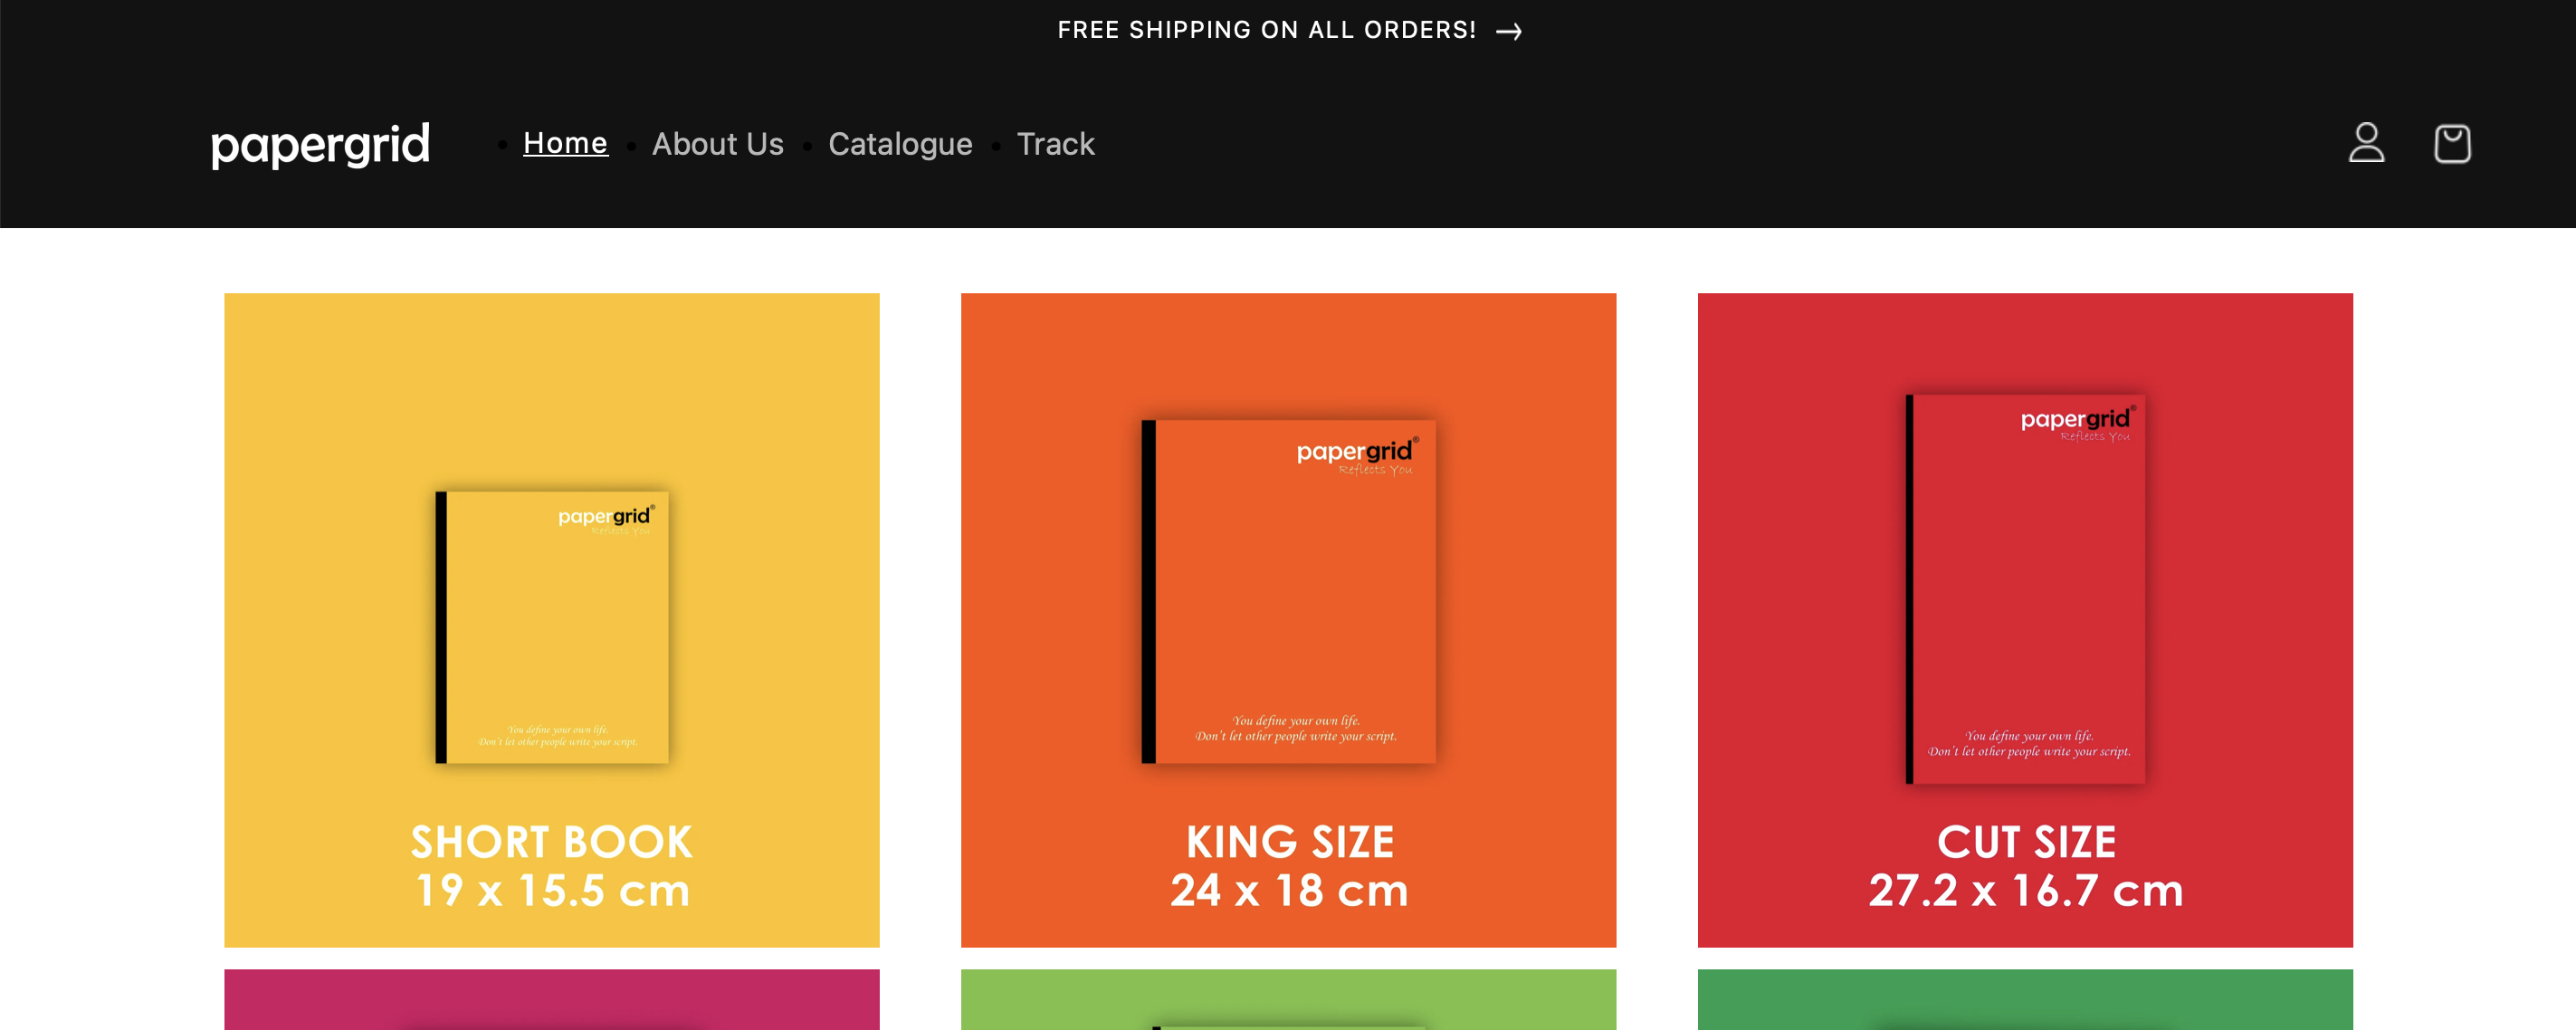 FREE SHIPPING ON ALL ORDERS! →
papergrid
Home
About Us
Catalogue
Track
papergrid®
Reflects You
You define your own life.
Don't let other people write your script.
SHORT BOOK
19 x 15.5 cm
papergrid®
Reflects You
You define your own life.
Don't let other people write your script.
KING SIZE
24 x 18 cm
papergrid®
Reflects You
You define your own life.
Don't let other people write your script.
CUT SIZE
27.2 x 16.7 cm